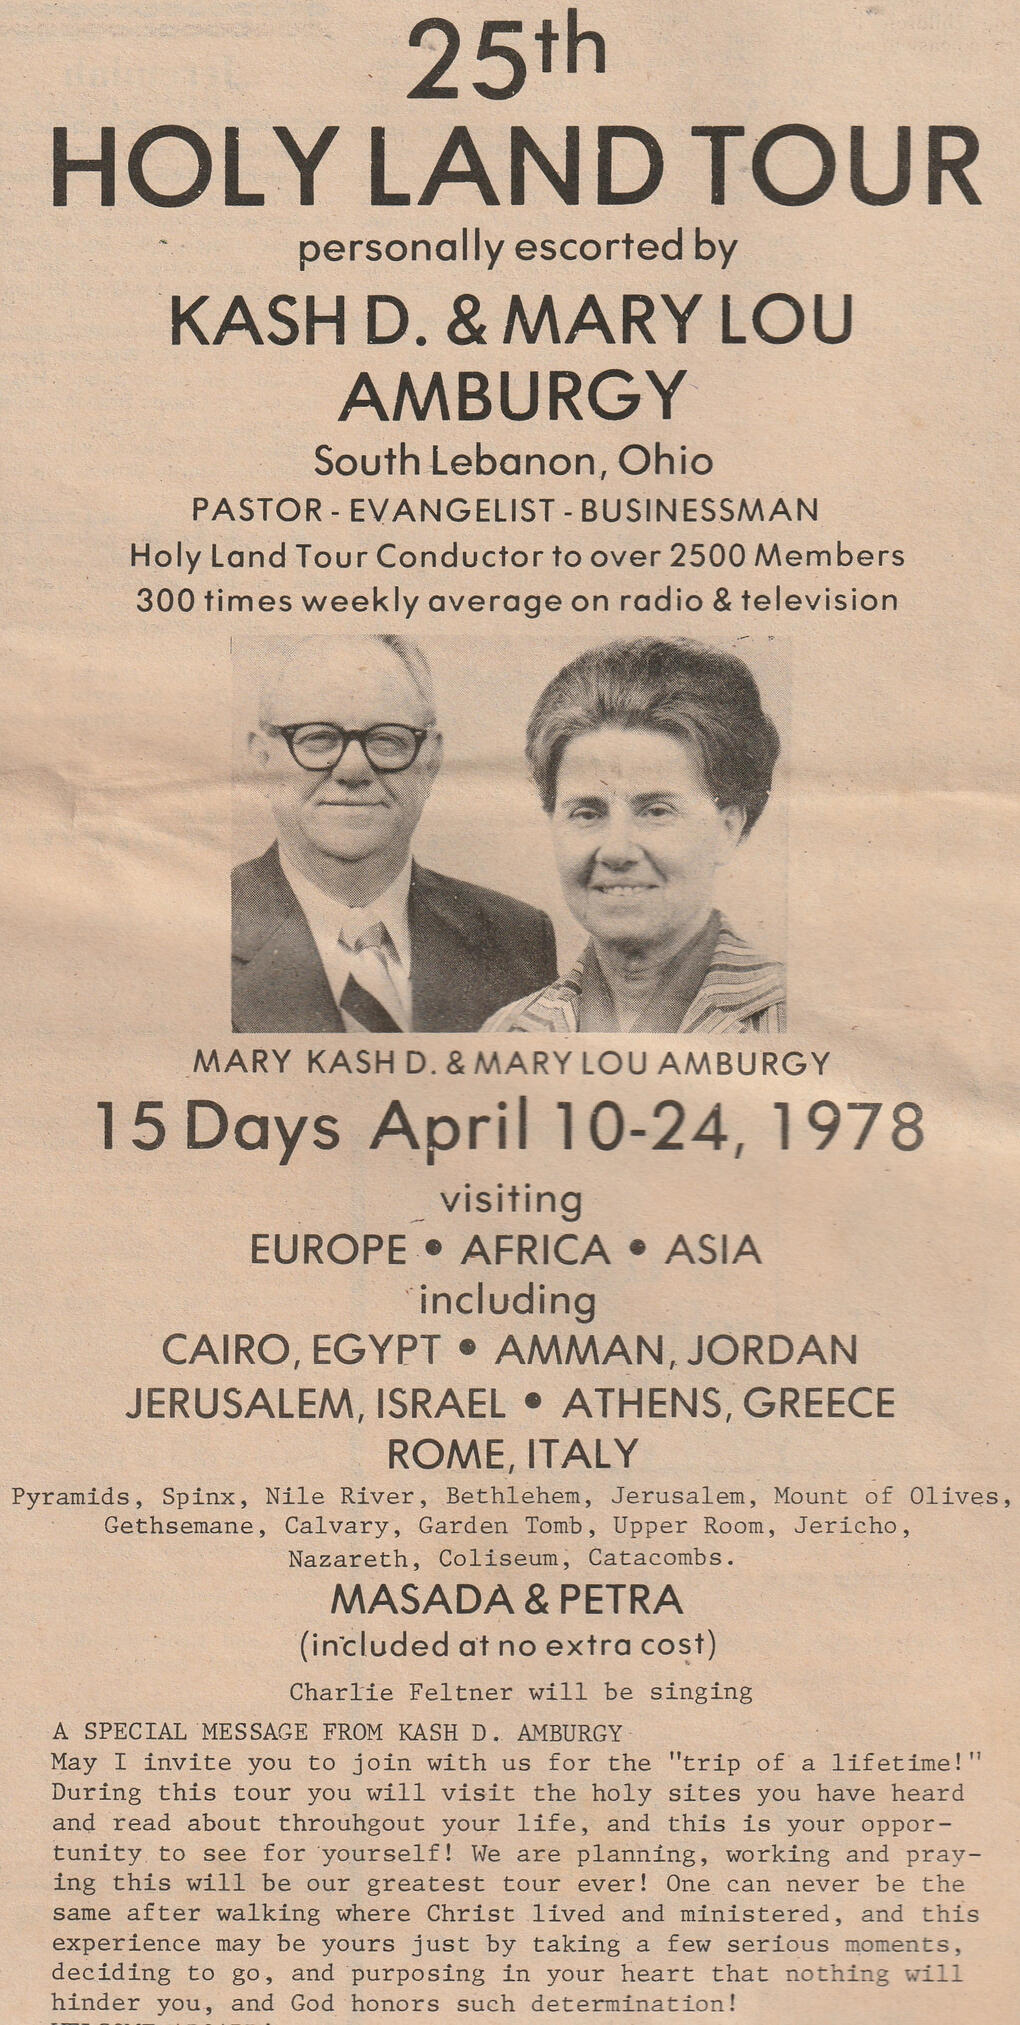 25th
HOLY LAND TOUR
personally escorted by
KASH D. & MARY LOU
AMBURGY
South Lebanon, Ohio
PASTOR - EVANGELIST - BUSINESSMAN
Holy Land Tour Conductor to over 2500 Members
300 times weekly average on radio & television
MARY KASH D. & MARY LOU AMBURGY
15 Days April 10-24, 1978
visiting
EUROPE • AFRICA • ASIA
including
CAIRO, EGYPT • AMMAN, JORDAN
JERUSALEM, ISRAEL • ATHENS, GREECE
ROME, ITALY
Pyramids, Spinx, Nile River, Bethlehem, Jerusalem, Mount of Olives,
Gethsemane, Calvary, Garden Tomb, Upper Room, Jericho,
Nazareth, Coliseum, Catacombs.
MASADA & PETRA
(included at no extra cost)
Charlie Feltner will be singing
A SPECIAL MESSAGE FROM KASH D. AMBURGY
May I invite you to join with us for the "trip of a lifetime!"
During this tour you will visit the holy sites you have heard
and read about throuhgout your life, and this is your oppor-
tunity to see for yourself! We are planning, working and pray-
ing this will be our greatest tour ever! One can never be the
same after walking where Christ lived and ministered, and this
experience may be yours just by taking a few serious moments,
deciding to go, and purposing in your heart that nothing will
hinder you, and God honors such determination!